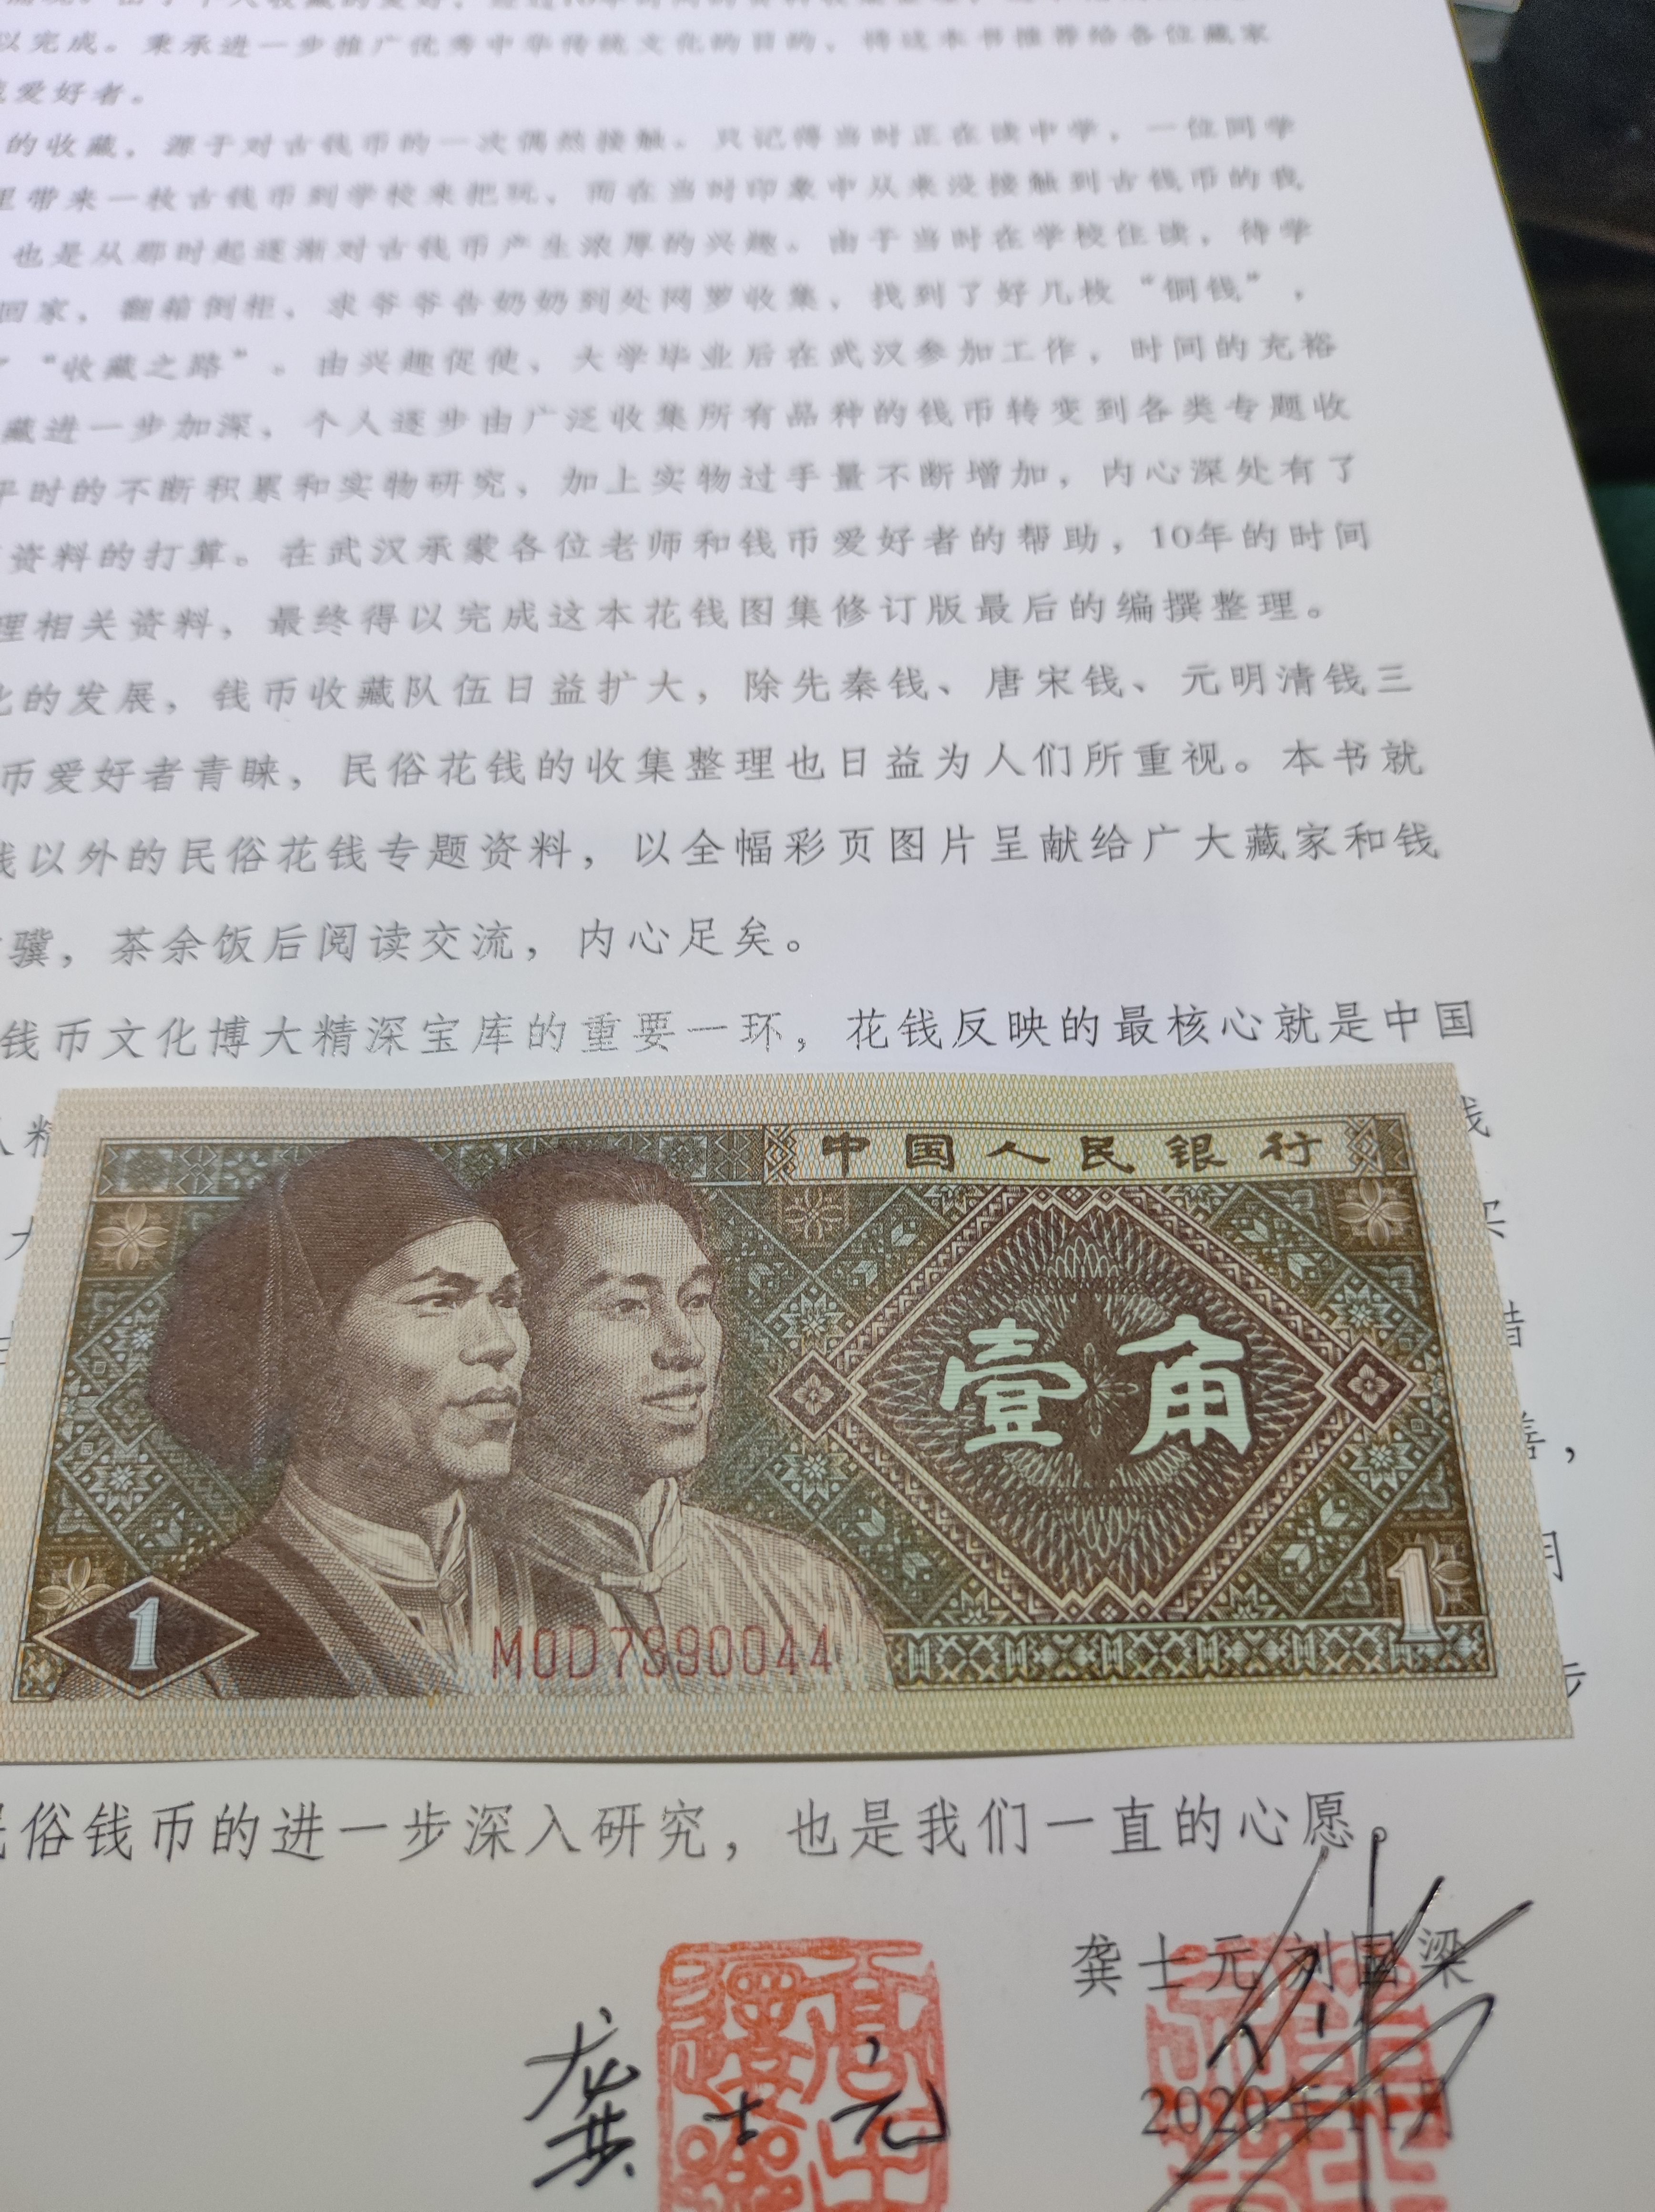 以完成。秉承进一步推广优秀中华传统文化的目的，将这本书推荐给各位藏家
爱好者。
的收藏，源于对古钱币的一次偶然接触。只记得当时正在读中学，一位同学
里带来一枚古钱币到学校来把玩，而在当时印象中从来没接触到古钱币的我
也是从那时起逐渐对古钱币产生浓厚的兴趣。由于当时在学校住读，待学
回家，翻箱倒柜，求爷爷告奶奶到处网罗收集，找到了好几枚“铜钱”，
“收藏之路”。由兴趣促使，大学毕业后在武汉参加工作，时间的充裕
藏进一步加深，个人逐步由广泛收集所有品种的钱币转变到各类专题收
平时的不断积累和实物研究，加上实物过手量不断增加，内心深处有了
资料的打算。在武汉承蒙各位老师和钱币爱好者的帮助，10年的时间
理相关资料，最终得以完成这本花钱图集修订版最后的编撰整理。
化的发展，钱币收藏队伍日益扩大，除先秦钱、唐宋钱、元明清钱三
币爱好者青睐，民俗花钱的收集整理也日益为人们所重视。本书就
钱以外的民俗花钱专题资料，以全幅彩页图片呈献给广大藏家和钱
骥，茶余饭后阅读交流，内心足矣。
钱币文化博大精深宝库的重要一环，花钱反映的最核心就是中国
中国人民银行
壹角
1
1
M0D7390044
民俗钱币的进一步深入研究，也是我们一直的心愿。
龚士元 刘国梁
龚士元
2020年11月